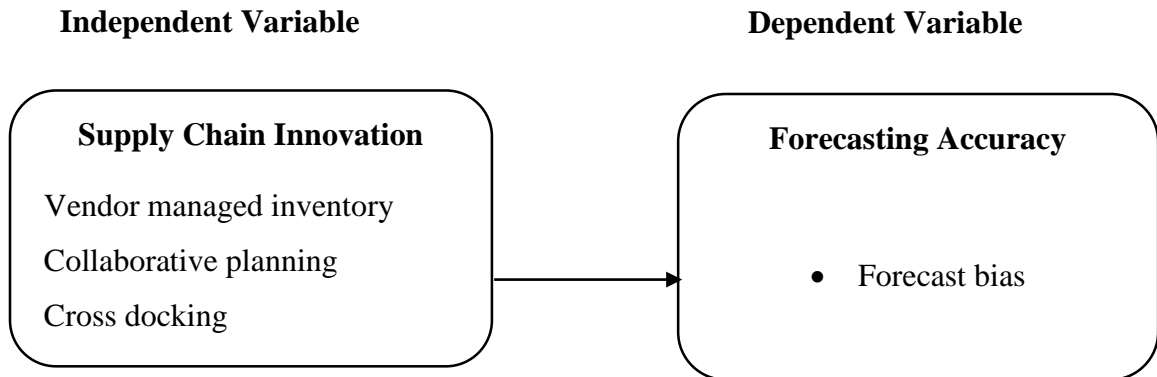 Independent Variable
Dependent Variable
Supply Chain Innovation
Vendor managed inventory
Collaborative planning
Cross docking
Forecasting Accuracy
• Forecast bias